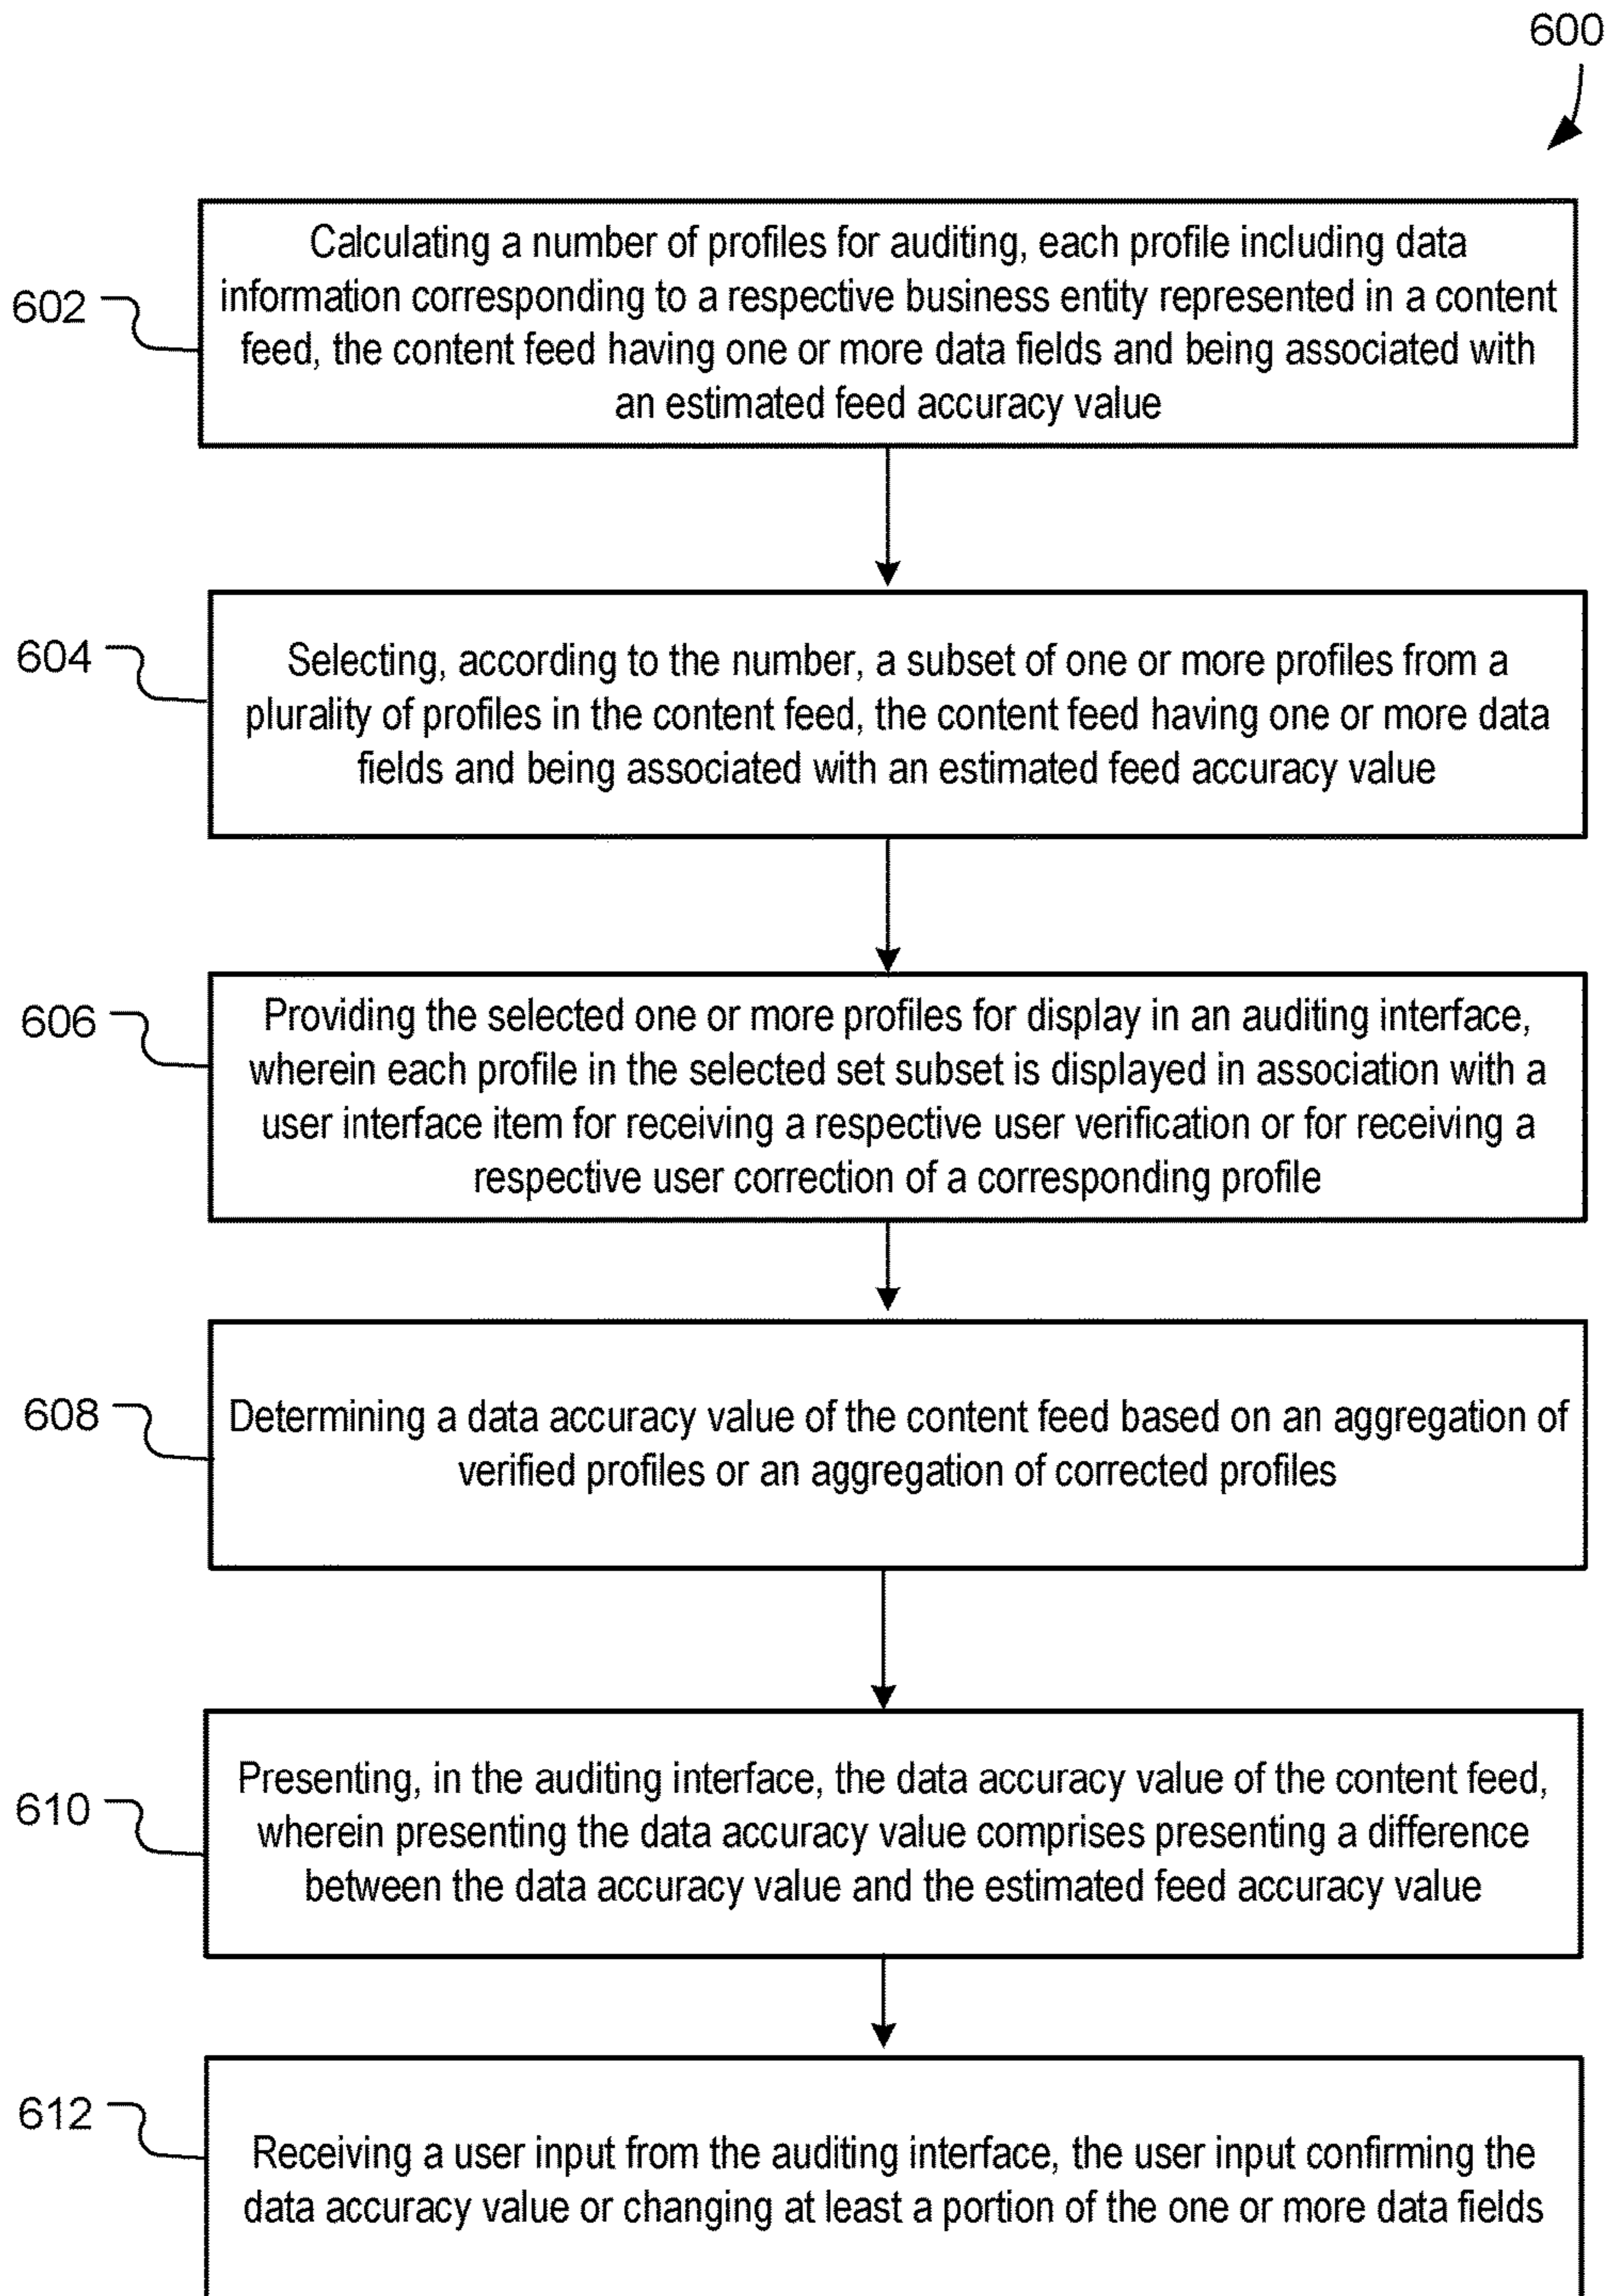 600
602
Calculating a number of profiles for auditing, each profile including data
information corresponding to a respective business entity represented in a content
feed, the content feed having one or more data fields and being associated with
an estimated feed accuracy value
604
Selecting, according to the number, a subset of one or more profiles from a
plurality of profiles in the content feed, the content feed having one or more data
fields and being associated with an estimated feed accuracy value
606
Providing the selected one or more profiles for display in an auditing interface,
wherein each profile in the selected set subset is displayed in association with a
user interface item for receiving a respective user verification or for receiving a
respective user correction of a corresponding profile
608
Determining a data accuracy value of the content feed based on an aggregation of
verified profiles or an aggregation of corrected profiles
610
Presenting, in the auditing interface, the data accuracy value of the content feed,
wherein presenting the data accuracy value comprises presenting a difference
between the data accuracy value and the estimated feed accuracy value
612
Receiving a user input from the auditing interface, the user input confirming the
data accuracy value or changing at least a portion of the one or more data fields